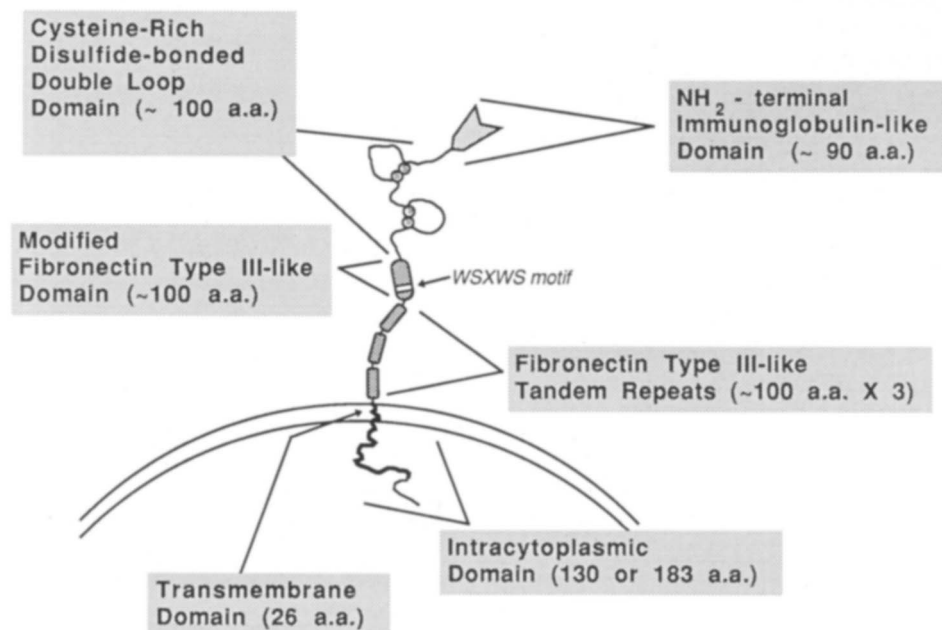 Cysteine-Rich
Disulfide-bonded
Double Loop
Domain (~ 100 a.a.)
NH2 - terminal
Immunoglobulin-like
Domain (~ 90 a.a.)
Modified
Fibronectin Type III-like
Domain (~100 a.a.)
WSXWS motif
Fibronectin Type III-like
Tandem Repeats (~100 a.a. X 3)
Intracytoplasmic
Domain (130 or 183 a.a.)
Transmembrane
Domain (26 a.a.)